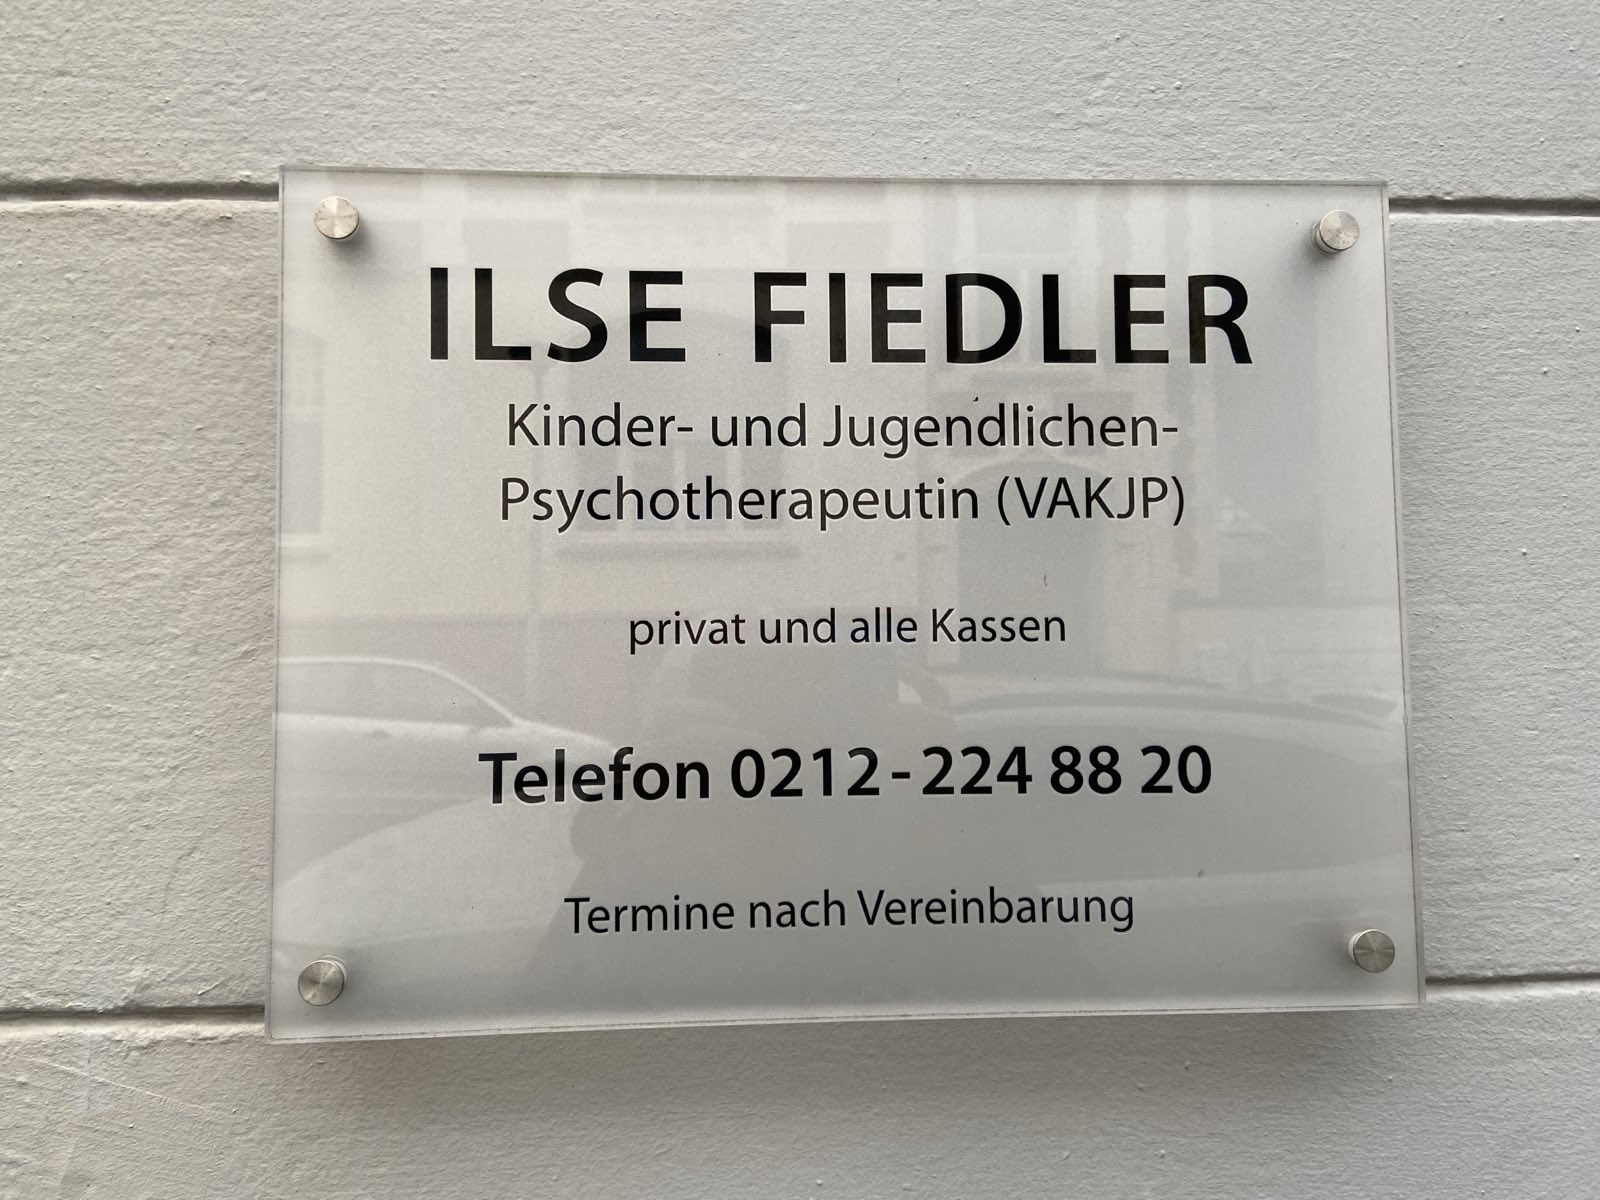 ILSE FIEDLER
Kinder- und Jugendlichen-
Psychotherapeutin (VAKJP)
privat und alle Kassen
Telefon 0212-224 88 20
Termine nach Vereinbarung